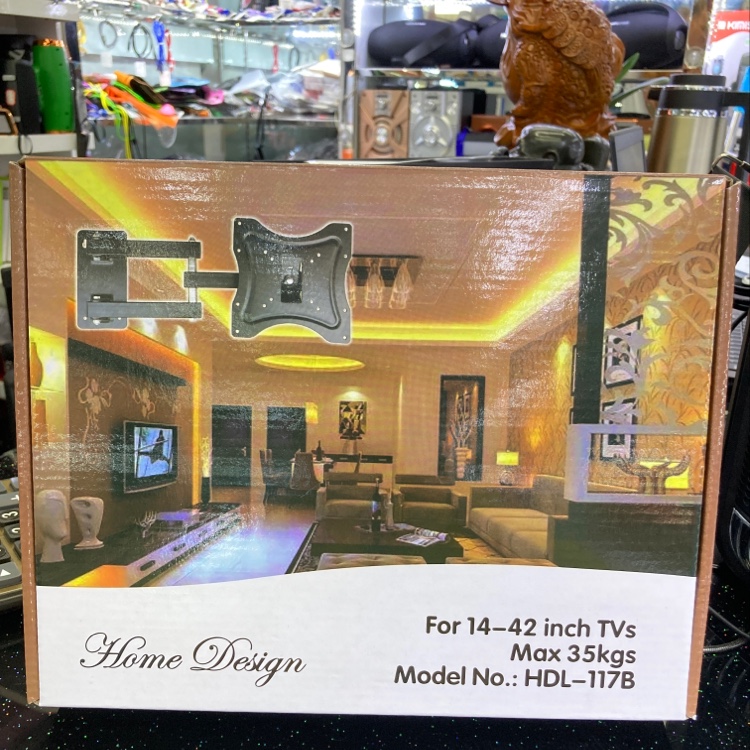 Home Design
For 14-42 inch TVs
Max 35kgs
Model No.: HDL-117B